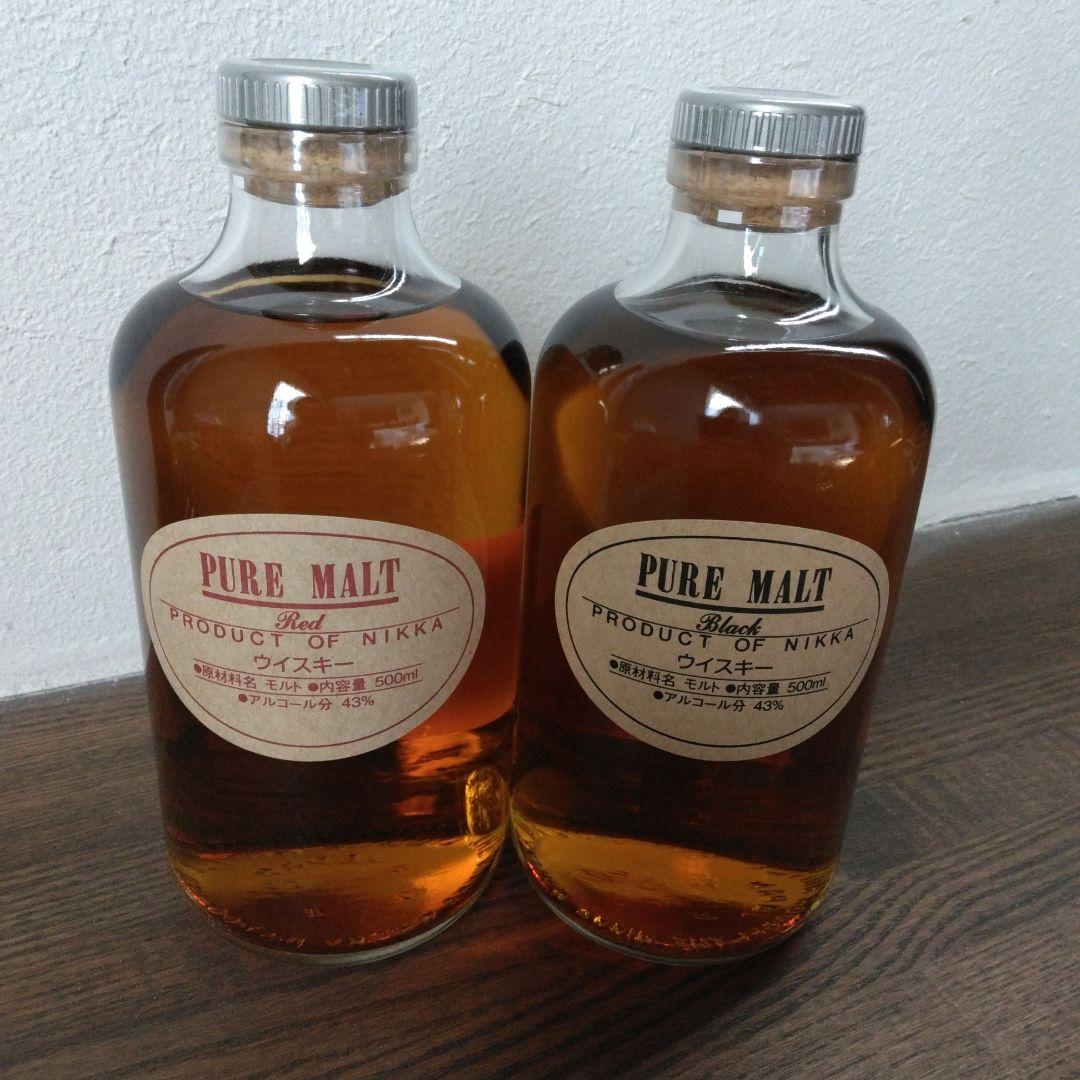 PURE MALT
Red
PRODUCT OF NIKKA
ウイスキー
●原材料名 モルト ●内容量 500ml
●アルコール分 43%
PURE MALT
Black
PRODUCT OF NIKKA
ウイスキー
●原材料名 モルト ●内容量 500ml
●アルコール分 43%